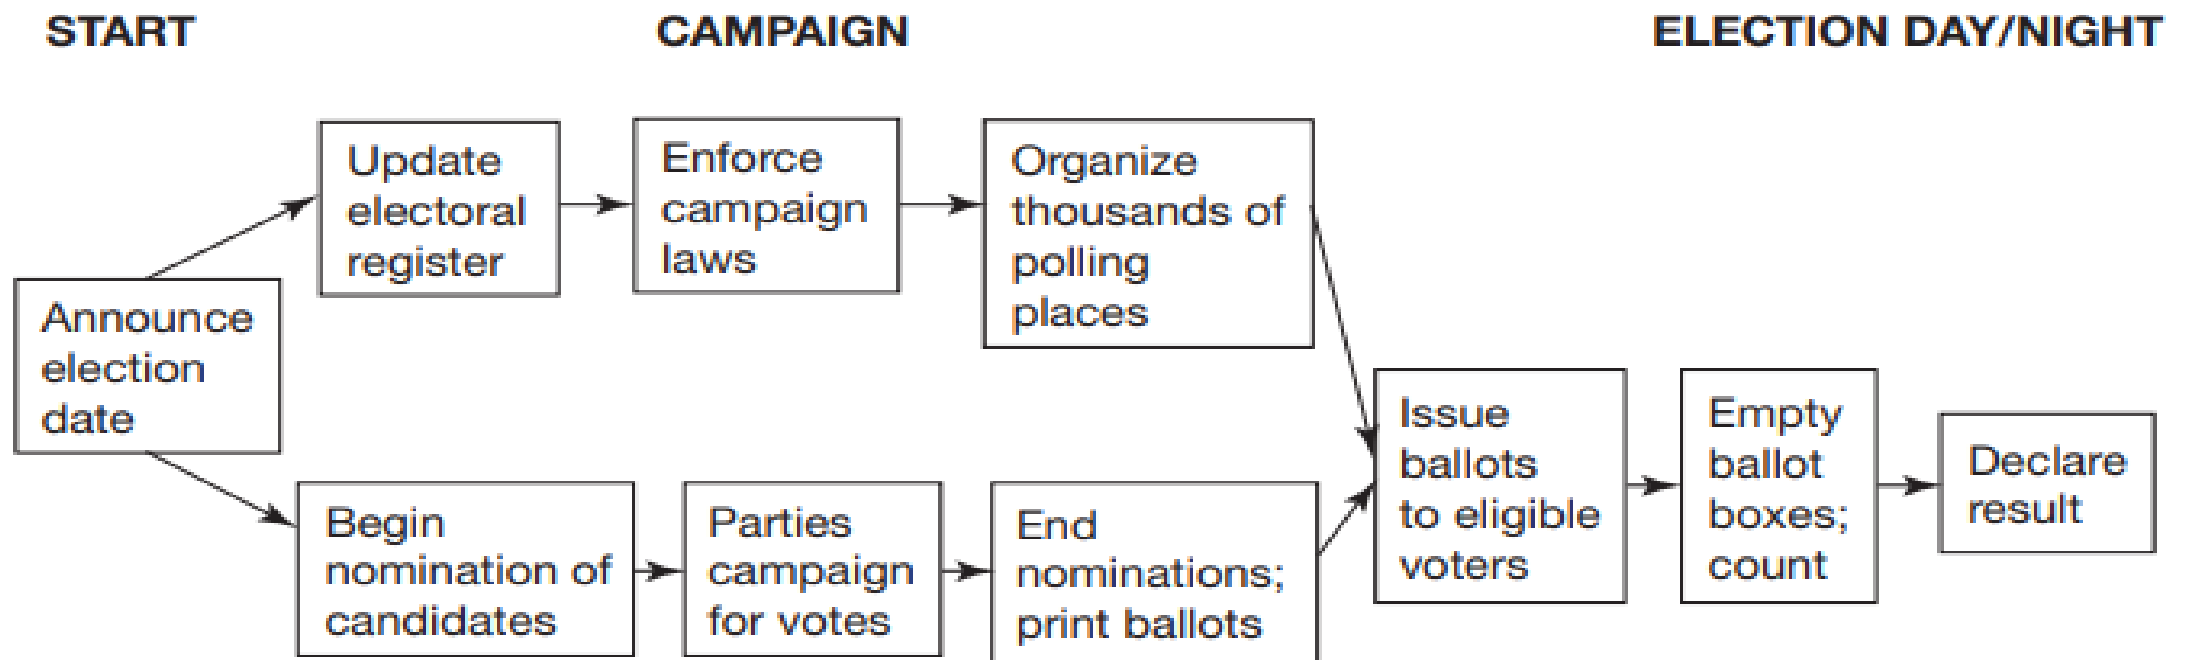 START
CAMPAIGN
ELECTION DAY/NIGHT
Announce
election
date
Update
electoral
register
Enforce
campaign
laws
Organize
thousands of
polling
places
Begin
nomination of
candidates
Parties
campaign
for votes
End
nominations;
print ballots
Issue
ballots
to eligible
voters
Empty
ballot
boxes;
count
Declare
result